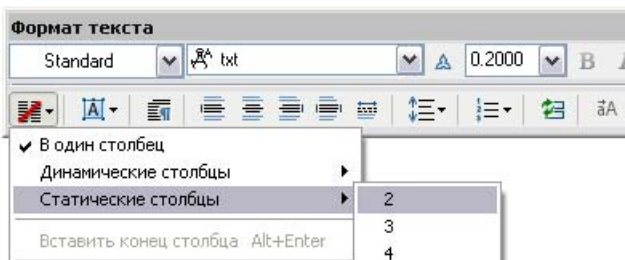 Формат текста
Standard txt 0.2000 B I
В один столбец
Динамические столбцы
Статические столбцы 2
3
Вставить конец столбца Alt+Enter 4